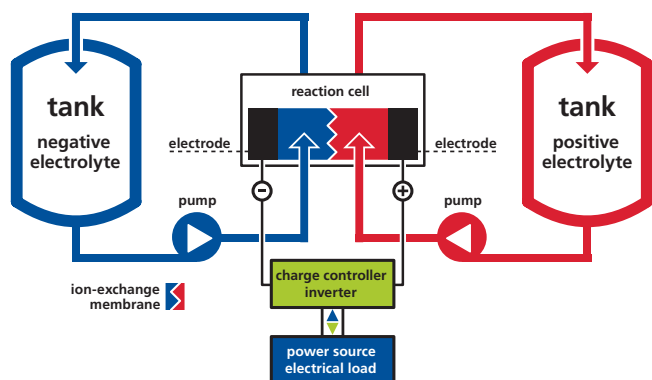 reaction cell
tank
negative
electrolyte
tank
positive
electrolyte
electrode
electrode
−
+
pump
pump
charge controller
inverter
ion-exchange
membrane
power source
electrical load